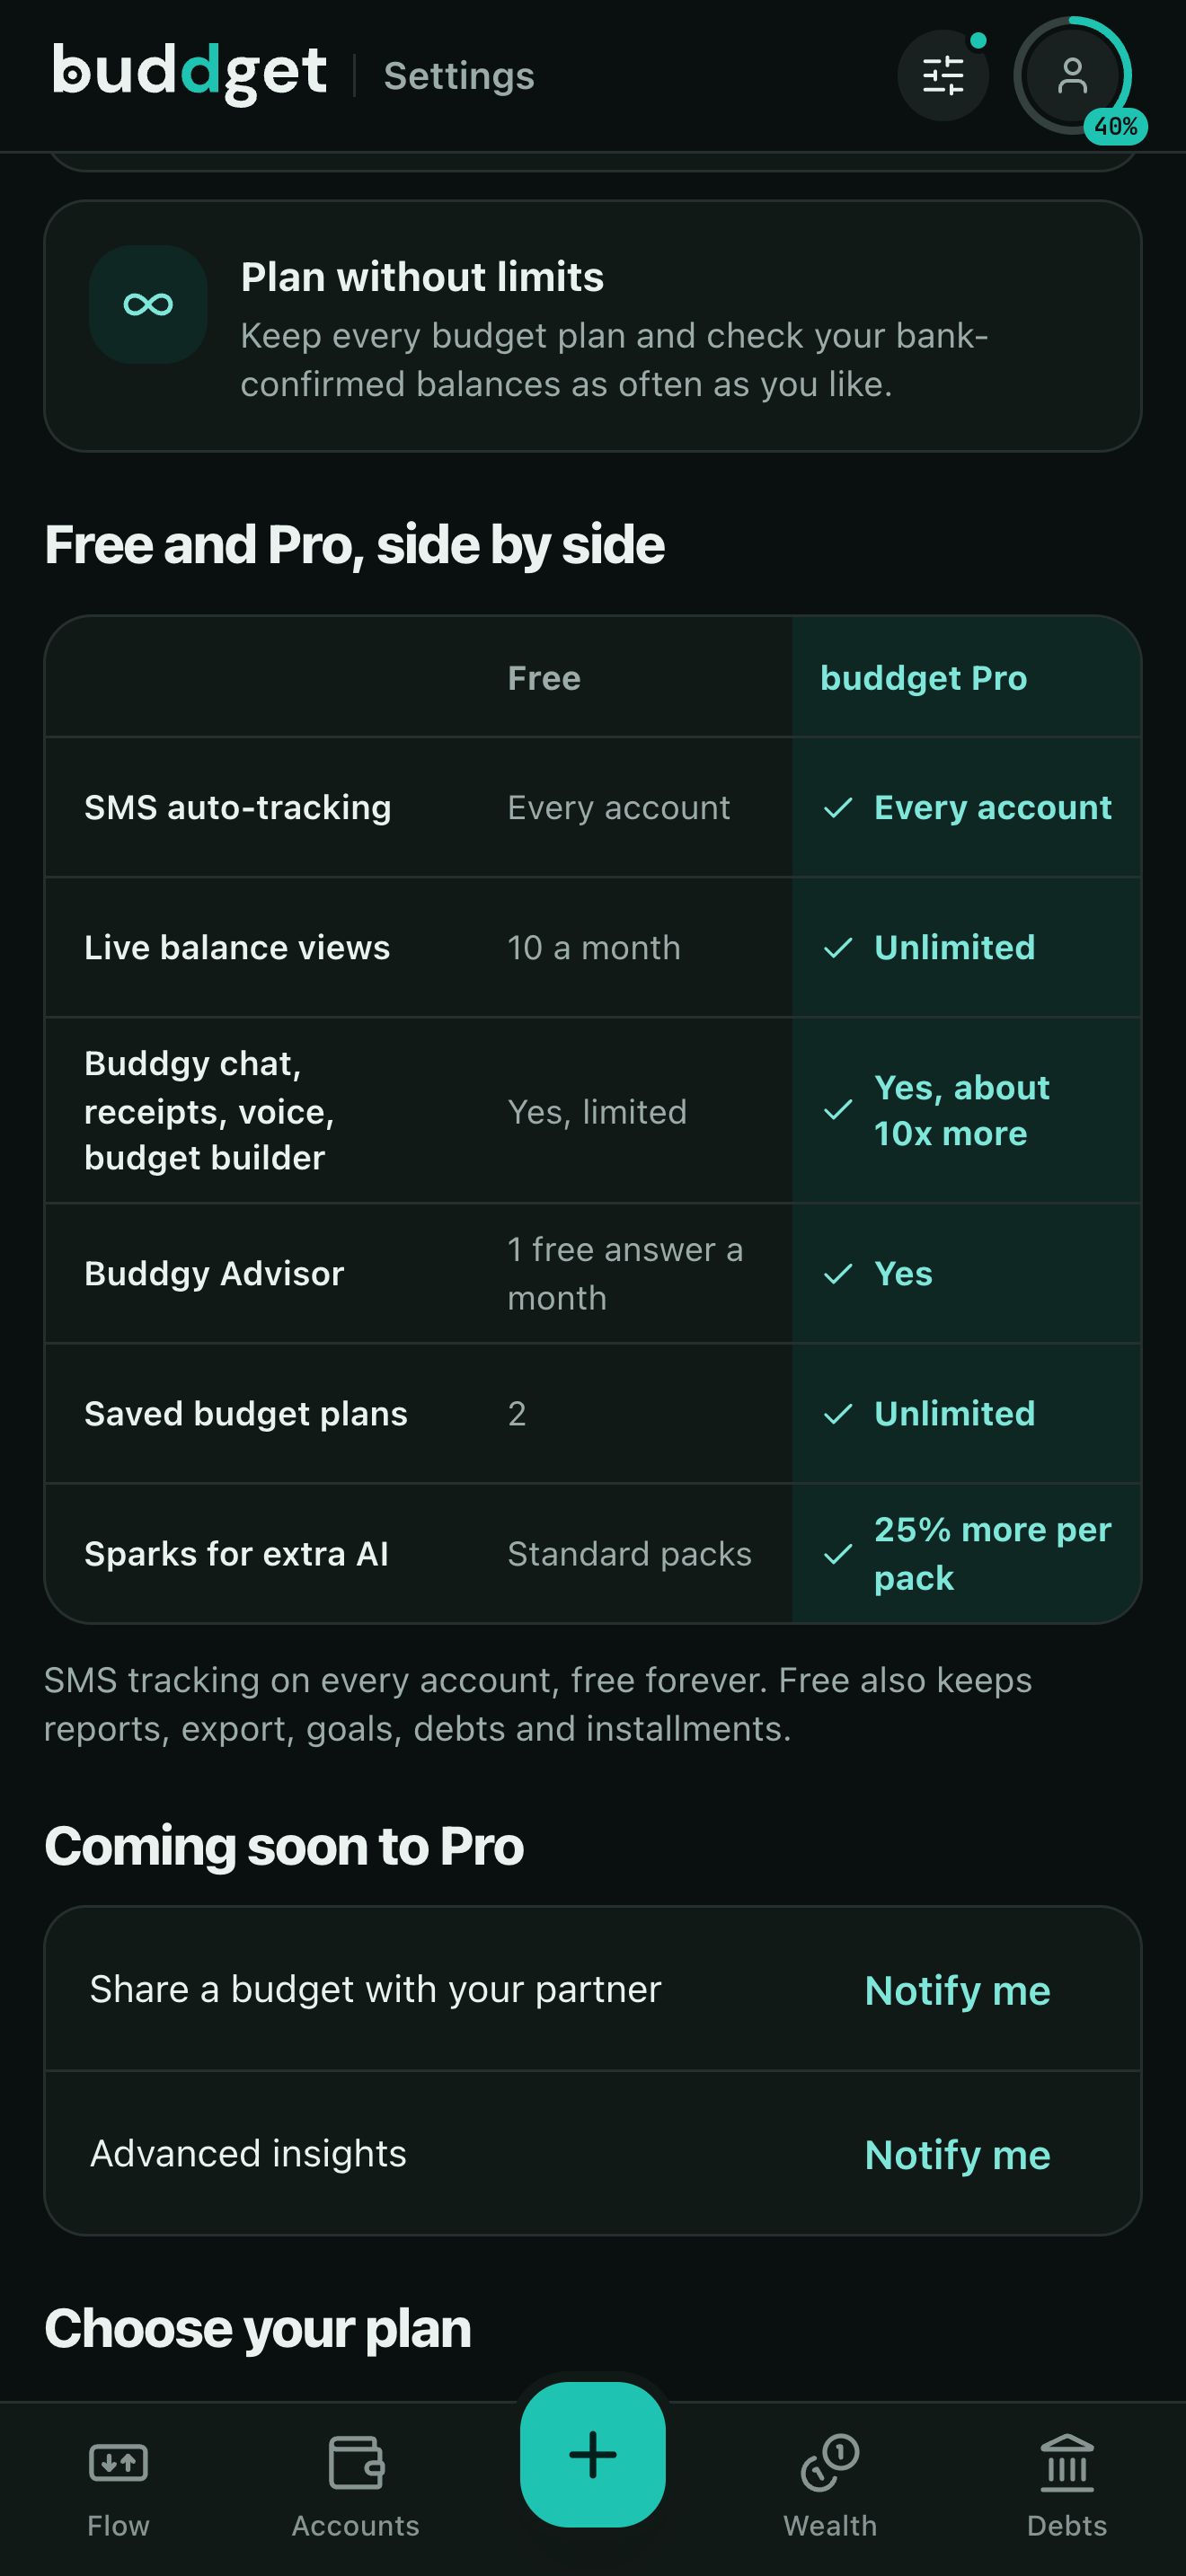 buddget
Settings
40%
Plan without limits
Keep every budget plan and check your bank-
confirmed balances as often as you like.
Free and Pro, side by side
Free
buddget Pro
SMS auto-tracking
Every account
Every account
Live balance views
10 a month
Unlimited
Buddgy chat,
receipts, voice,
budget builder
Yes, limited
Yes, about
10x more
Buddgy Advisor
1 free answer a
month
Yes
Saved budget plans
2
Unlimited
Sparks for extra AI
Standard packs
25% more per
pack
SMS tracking on every account, free forever. Free also keeps
reports, export, goals, debts and installments.
Coming soon to Pro
Share a budget with your partner
Notify me
Advanced insights
Notify me
Choose your plan
Flow
Accounts
Wealth
Debts